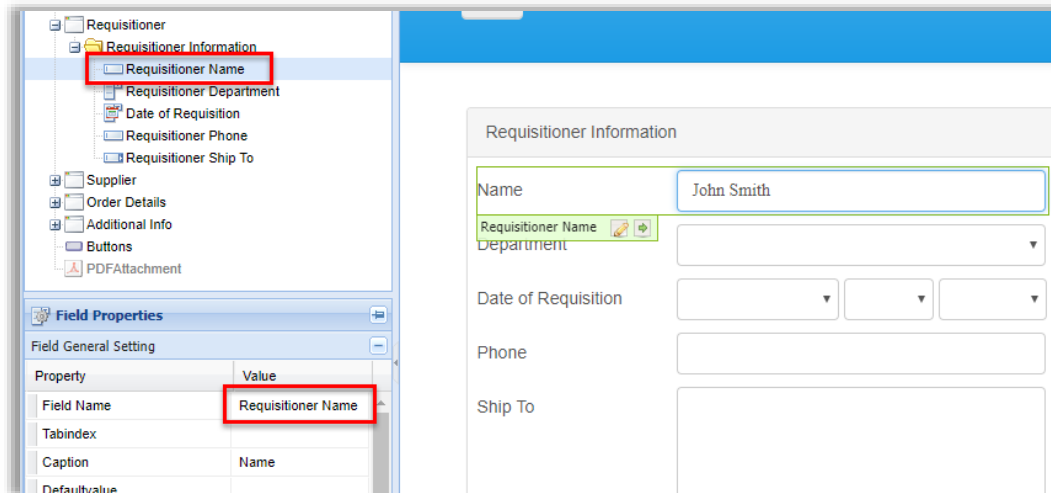 Requisitioner
Requisitioner Information
Requisitioner Name
Requisitioner Department
Date of Requisition
Requisitioner Phone
Requisitioner Ship To
Supplier
Order Details
Additional Info
Buttons
PDFAttachment
Field Properties
Field General Setting
Property Value
Field Name Requisitioner Name
Tabindex
Caption Name
Defaultvalue
Requisitioner Information
Name John Smith
Requisitioner Name
Department
Date of Requisition
Phone
Ship To